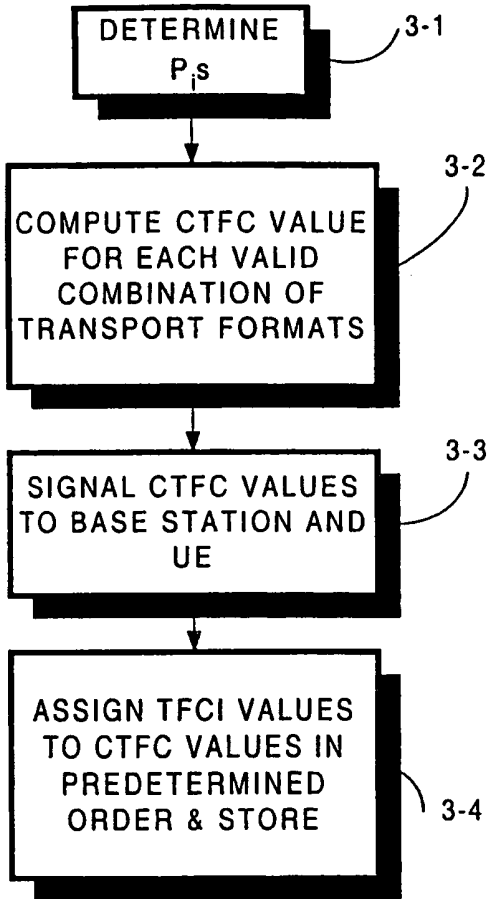 DETERMINE
Pis
3-1
3-2
COMPUTE CTFC VALUE
FOR EACH VALID
COMBINATION OF
TRANSPORT FORMATS
3-3
SIGNAL CTFC VALUES
TO BASE STATION AND
UE
ASSIGN TFCI VALUES
TO CTFC VALUES IN
PREDETERMINED
ORDER & STORE
3-4